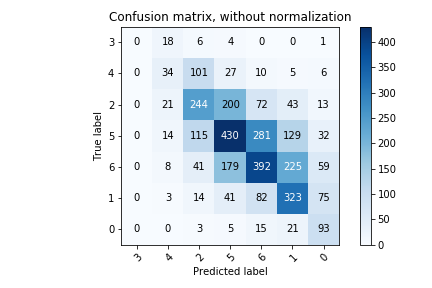 Confusion matrix, without normalization
3 0 18 6 4 0 0 1
4 0 34 101 27 10 5 6
2 0 21 244 200 72 43 13
5 0 14 115 430 281 129 32
6 0 8 41 179 392 225 59
1 0 3 14 41 82 323 75
0 0 0 3 5 15 21 93
3 4 2 5 6 1 0
True label
Predicted label
400
350
300
250
200
150
100
50
0